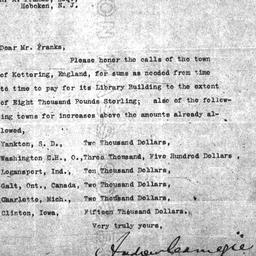 Hoboken, N. J.
Dear Mr. Franks,
Please honor the calls of the town
of Kettering, England, for sums as needed from time
to time to pay for its Library Building to the extent
of Eight Thousand Pounds Sterling; also of the follow-
ing towns for increases above the amounts already al-
lowed,
Yankton, S. D., Two Thousand Dollars,
Washington C.H., O., Three Thousand, Five Hundred Dollars,
Logansport, Ind., Ten Thousand Dollars,
Galt, Ont., Canada, Two Thousand Dollars,
Charlotte, Mich., Two Thousand Dollars,
Clinton, Iowa, Fifteen Thousand Dollars.
Very truly yours,
Andrew Carnegie